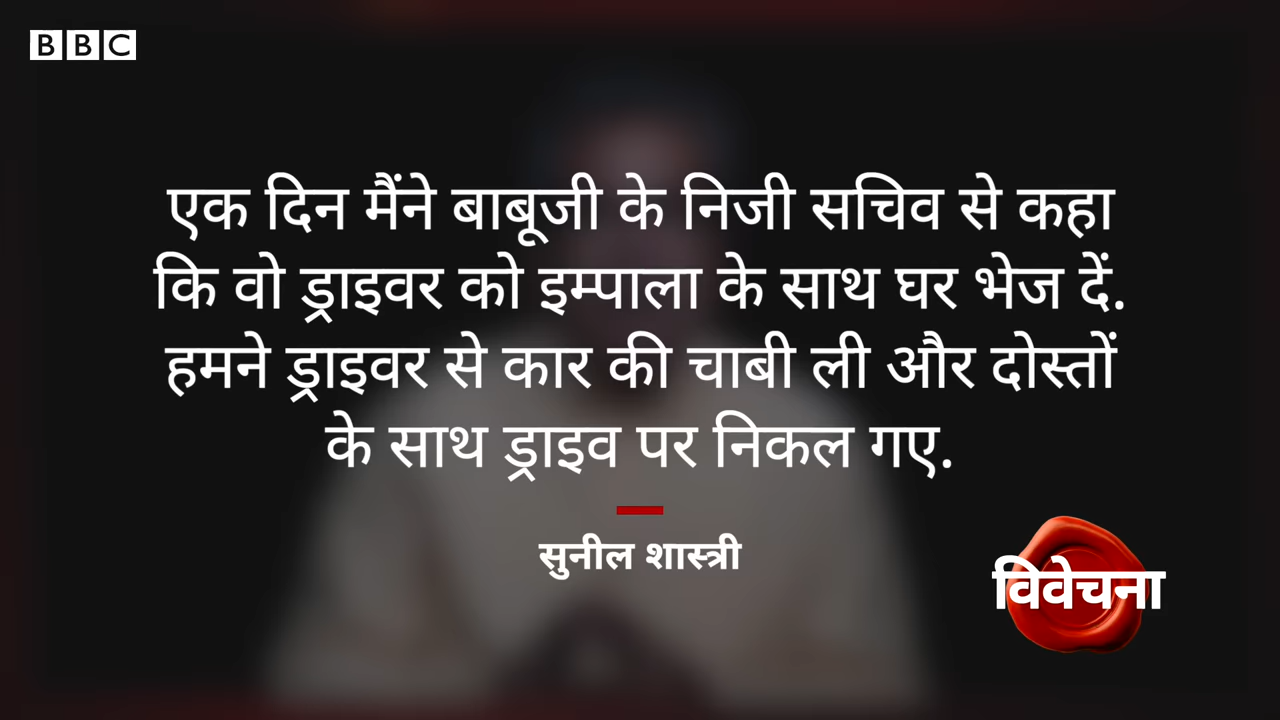 BBC
एक दिन मैंने बाबूजी के निजी सचिव से कहा
कि वो ड्राइवर को इम्पाला के साथ घर भेज दें.
हमने ड्राइवर से कार की चाबी ली और दोस्तों
के साथ ड्राइव पर निकल गए.
सुनील शास्त्री
विवेचना